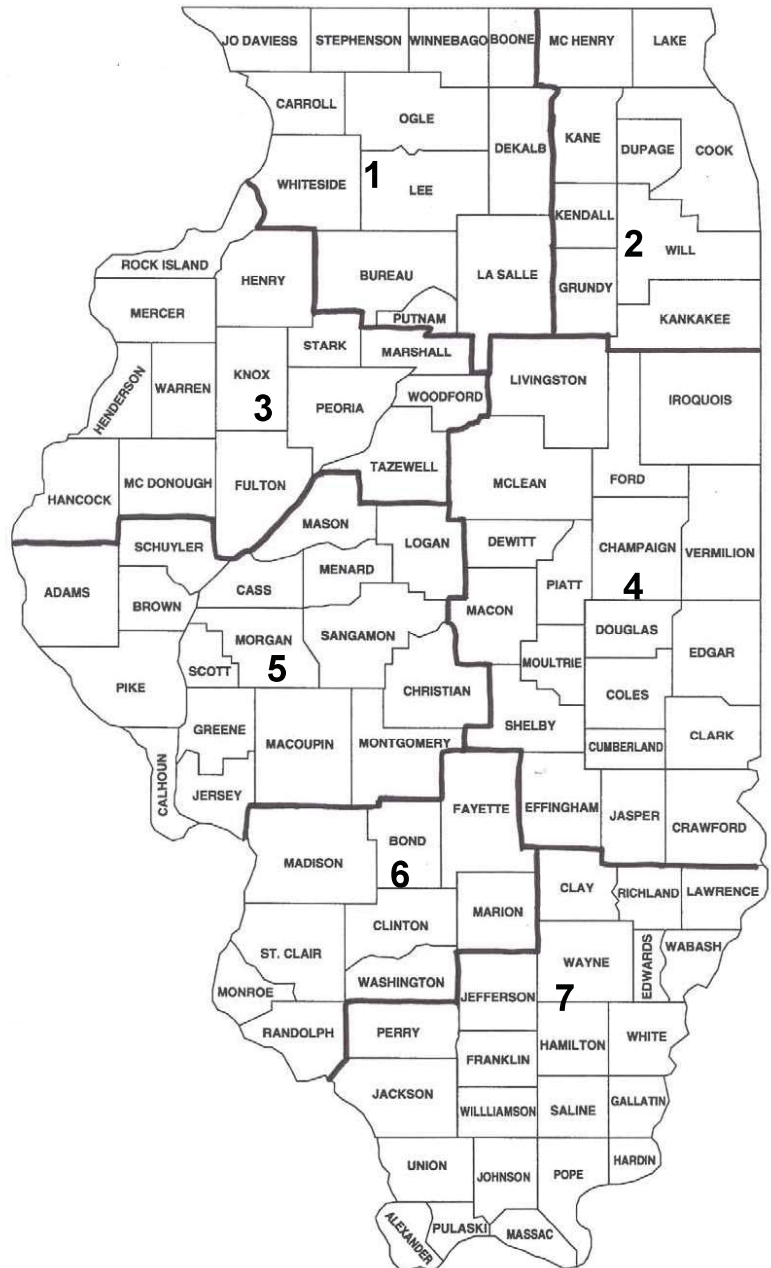 JO DAVIESS STEPHENSON WINNEBAGO BOONE MC HENRY LAKE
CARROLL OGLE DEKALB KANE DUPAGE COOK
WHITESIDE 1 LEE KENDALL 2 WILL
ROCK ISLAND HENRY BUREAU LA SALLE GRUNDY
MERCER PUTNAM KANKAKEE
STARK MARSHALL
HENDERSON WARREN KNOX 3 PEORIA WOODFORD LIVINGSTON IROQUOIS
HANCOCK MC DONOUGH FULTON TAZEWELL MCLEAN FORD
MASON
SCHUYLER LOGAN DEWITT CHAMPAIGN VERMILION
ADAMS BROWN CASS MENARD MACON PIATT 4
MORGAN SANGAMON DOUGLAS
PIKE SCOTT 5 CHRISTIAN MOULTRIE EDGAR
COLES
GREENE MACOUPIN MONTGOMERY SHELBY CUMBERLAND CLARK
CALHOUN JERSEY FAYETTE EFFINGHAM JASPER CRAWFORD
MADISON BOND
6 CLAY RICHLAND LAWRENCE
CLINTON MARION
ST. CLAIR WAYNE EDWARDS WABASH
MONROE WASHINGTON JEFFERSON 7
RANDOLPH PERRY HAMILTON WHITE
FRANKLIN
JACKSON WILLLIAMSON SALINE GALLATIN
UNION JOHNSON POPE HARDIN
ALEXANDER PULASKI MASSAC